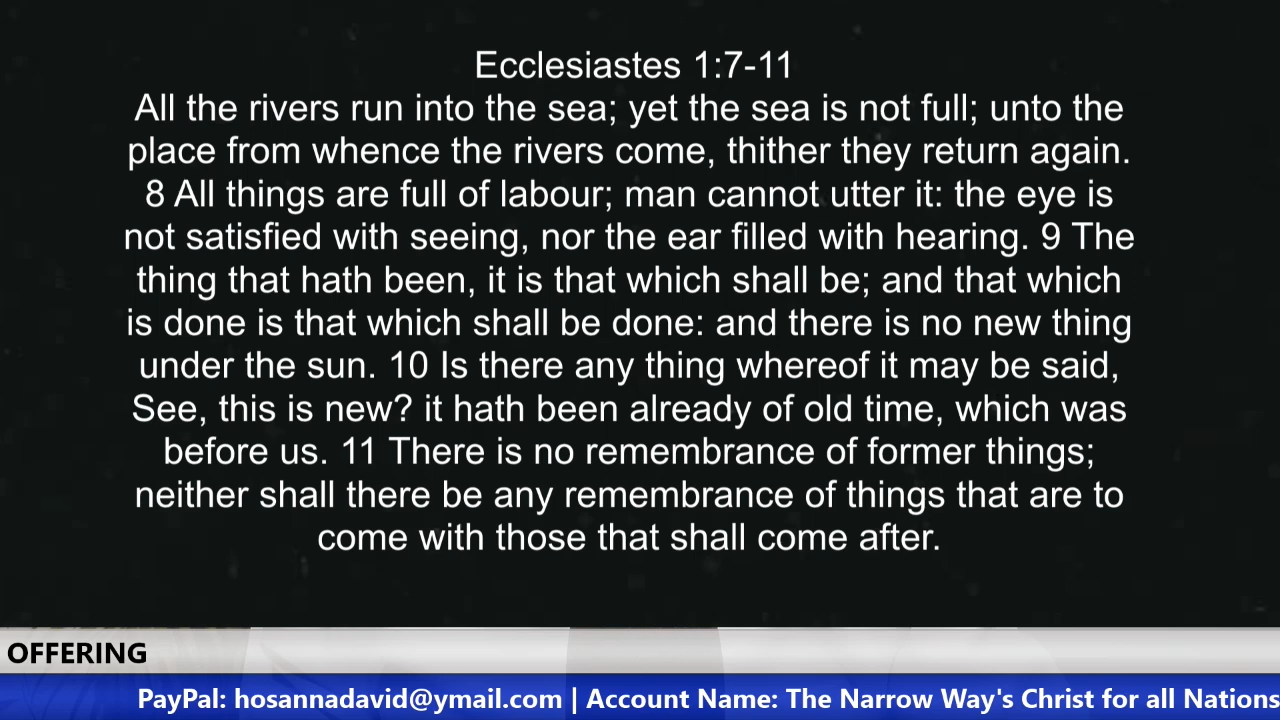 Ecclesiastes 1:7-11
All the rivers run into the sea; yet the sea is not full; unto the
place from whence the rivers come, thither they return again.
8 All things are full of labour; man cannot utter it: the eye is
not satisfied with seeing, nor the ear filled with hearing. 9 The
thing that hath been, it is that which shall be; and that which
is done is that which shall be done: and there is no new thing
under the sun. 10 Is there any thing whereof it may be said,
See, this is new? it hath been already of old time, which was
before us. 11 There is no remembrance of former things;
neither shall there be any remembrance of things that are to
come with those that shall come after.
OFFERING
PayPal: hosannadavid@ymail.com | Account Name: The Narrow Way's Christ for all Nations